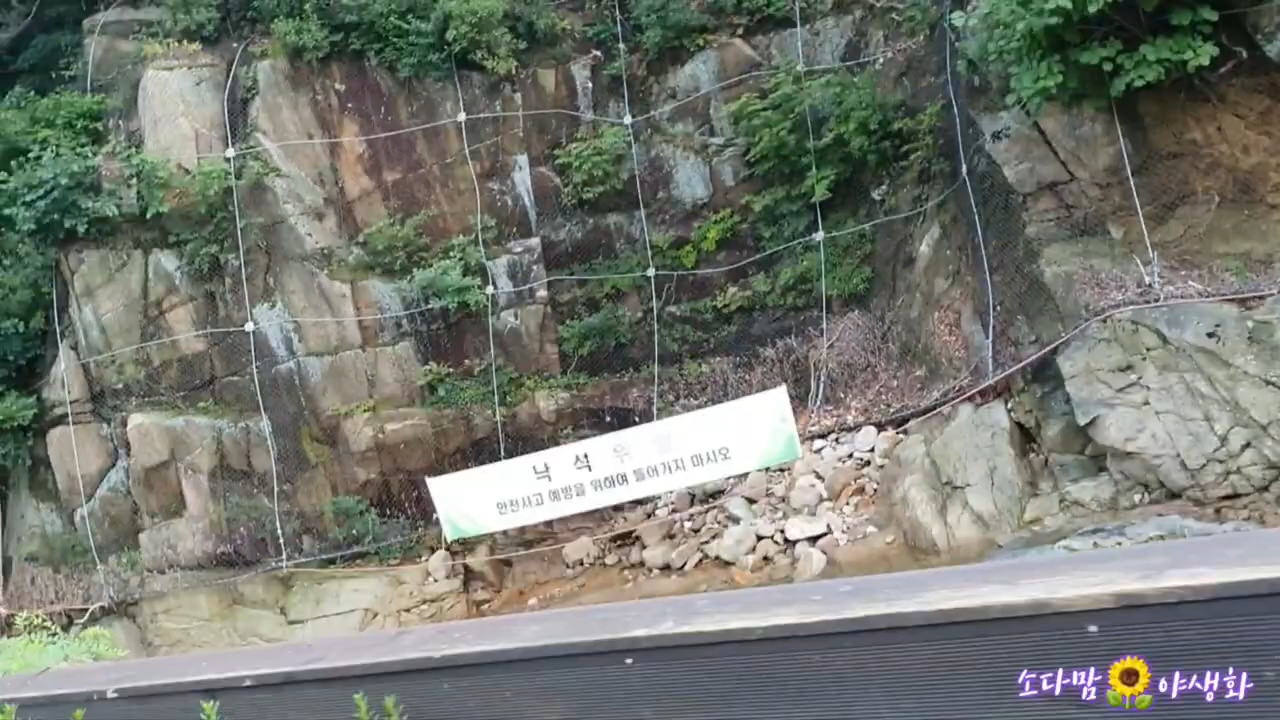 낙 석 위
안전사고 예방을 위하여 들어가지 마시오
소다맘 야생화